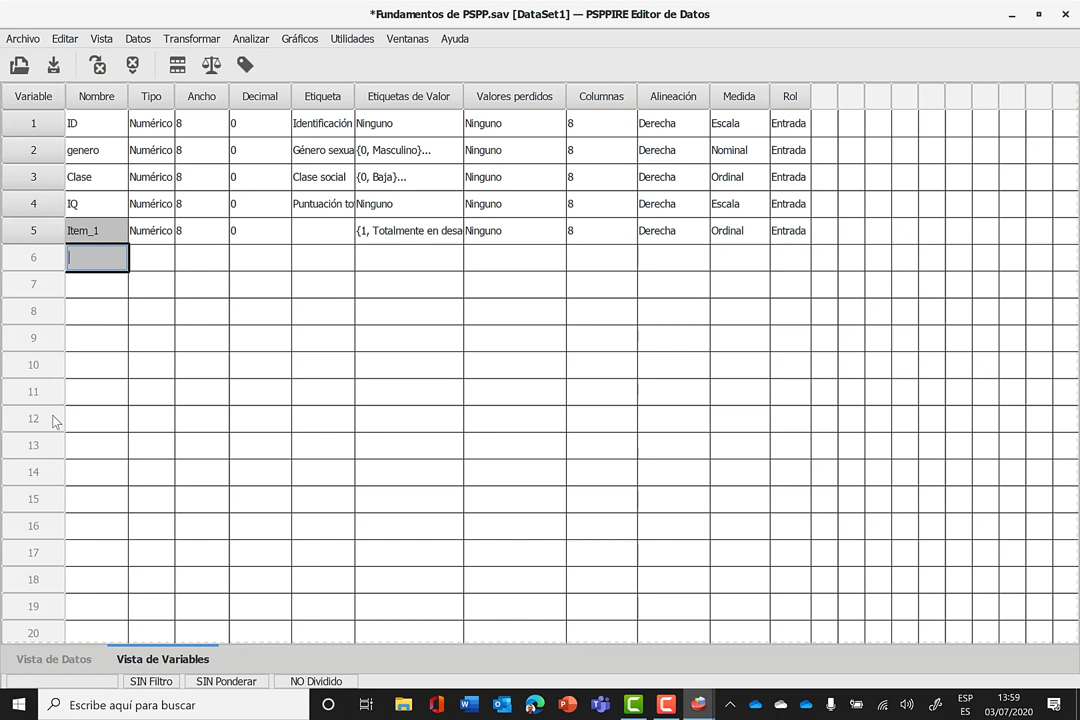 *Fundamentos de PSPP.sav [DataSet1] — PSPPIRE Editor de Datos
Archivo Editar Vista Datos Transformar Analizar Gráficos Utilidades Ventanas Ayuda
Variable Nombre Tipo Ancho Decimal Etiqueta Etiquetas de Valor Valores perdidos Columnas Alineación Medida Rol
1 ID Numérico 8 0 Identificación Ninguno Ninguno 8 Derecha Escala Entrada
2 genero Numérico 8 0 Género sexua {0, Masculino}... Ninguno 8 Derecha Nominal Entrada
3 Clase Numérico 8 0 Clase social {0, Baja}... Ninguno 8 Derecha Ordinal Entrada
4 IQ Numérico 8 0 Puntuación to Ninguno Ninguno 8 Derecha Escala Entrada
5 Item_1 Numérico 8 0 {1, Totalmente en desa Ninguno 8 Derecha Ordinal Entrada
6
7
8
9
10
11
12
13
14
15
16
17
18
19
20
Vista de Datos Vista de Variables
SIN Filtro SIN Ponderar NO Dividido
Escribe aquí para buscar
ESP
ES
13:59
03/07/2020